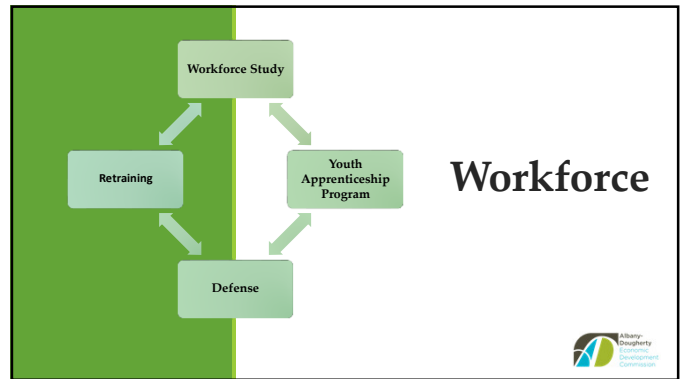 Workforce Study
Retraining
Youth
Apprenticeship
Program
Workforce
Defense
Albany-
Dougherty
Economic
Development
Commission